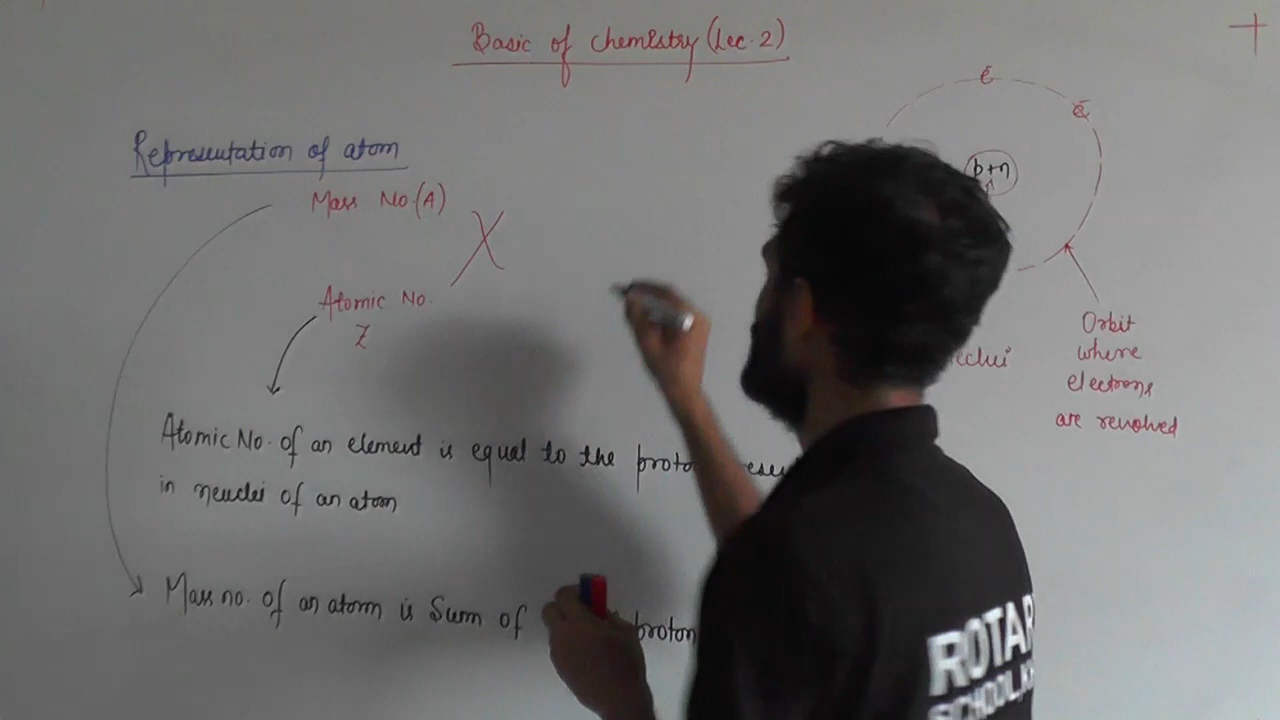 Basic of chemistry (Lec. 2)
Representation of atom
Mass No. (A)
X
Atomic No.
Z
Atomic No. of an element is equal to the
in neuclei of an atom
Mass no. of an atom is Sum of proton
e
e
p+n
Orbit
where
electrons
are revolved
ROTAR